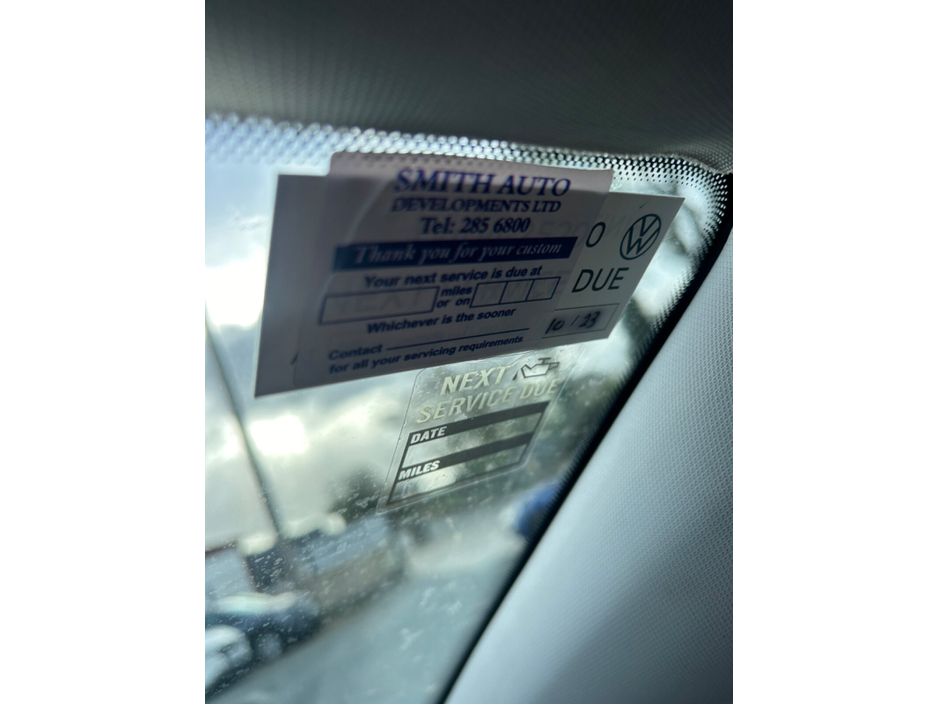 SMITH AUTO
DEVELOPMENTS LTD
Tel: 285 6800
Thank you for your custom
Your next service is due at
miles
or on
Whichever is the sooner
Contact
for all your servicing requirements
O
DUE
10/23
NEXT
SERVICE DUE
DATE
MILES